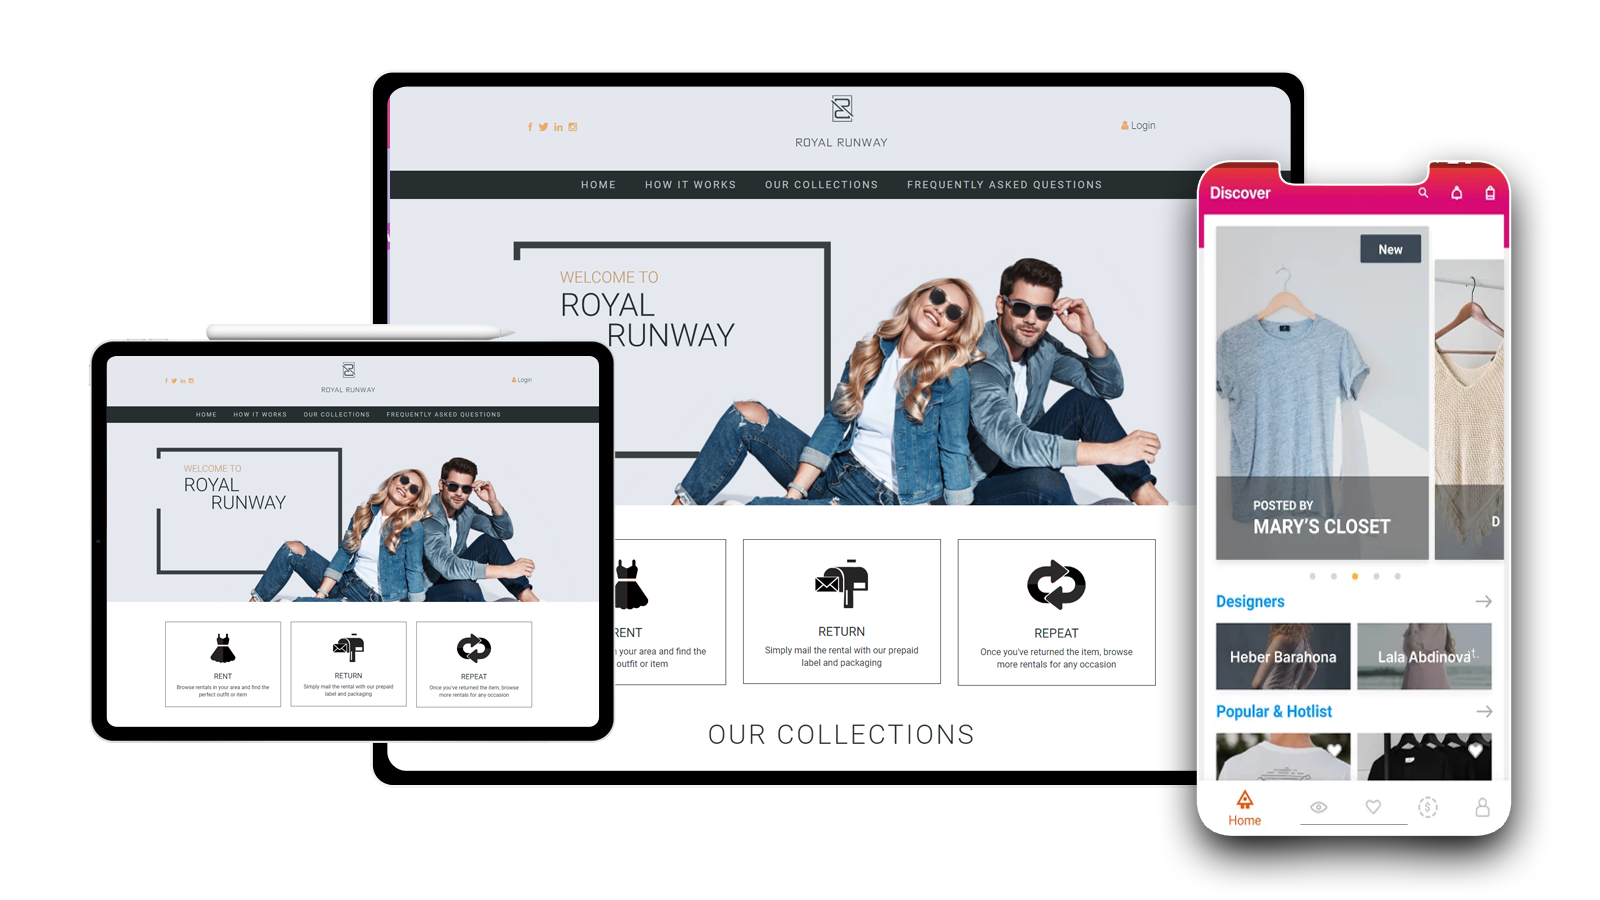 ROYAL RUNWAY
Login
HOME HOW IT WORKS OUR COLLECTIONS FREQUENTLY ASKED QUESTIONS
WELCOME TO
ROYAL
RUNWAY
RENT
in your area and find the
outfit or item
RETURN
Simply mail the rental with our prepaid
label and packaging
REPEAT
Once you've returned the item, browse
more rentals for any occasion
OUR COLLECTIONS
ROYAL RUNWAY
Login
HOME HOW IT WORKS OUR COLLECTIONS FREQUENTLY ASKED QUESTIONS
WELCOME TO
ROYAL
RUNWAY
RENT
Browse rentals in your area and find the
perfect outfit or item
RETURN
Simply mail the rental with our prepaid
label and packaging
REPEAT
Once you've returned the item, browse
more rentals for any occasion
Discover
New
POSTED BY
MARY'S CLOSET
D
Designers
Heber Barahona
Lala Abdinova
Popular & Hotlist
Home